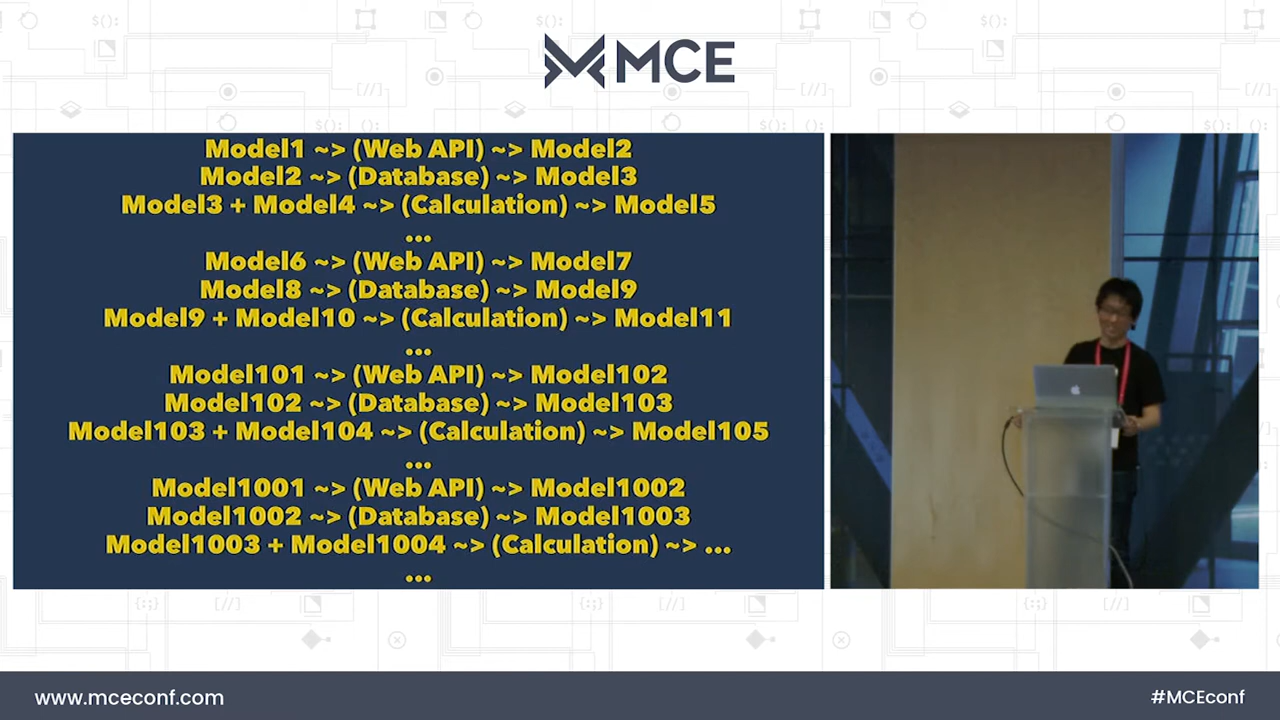 MCE
Model1 ~> (Web API) ~> Model2
Model2 ~> (Database) ~> Model3
Model3 + Model4 ~> (Calculation) ~> Model5
...
Model6 ~> (Web API) ~> Model7
Model8 ~> (Database) ~> Model9
Model9 + Model10 ~> (Calculation) ~> Model11
...
Model101 ~> (Web API) ~> Model102
Model102 ~> (Database) ~> Model103
Model103 + Model104 ~> (Calculation) ~> Model105
...
Model1001 ~> (Web API) ~> Model1002
Model1002 ~> (Database) ~> Model1003
Model1003 + Model1004 ~> (Calculation) ~> ...
...
www.mceconf.com
#MCEconf